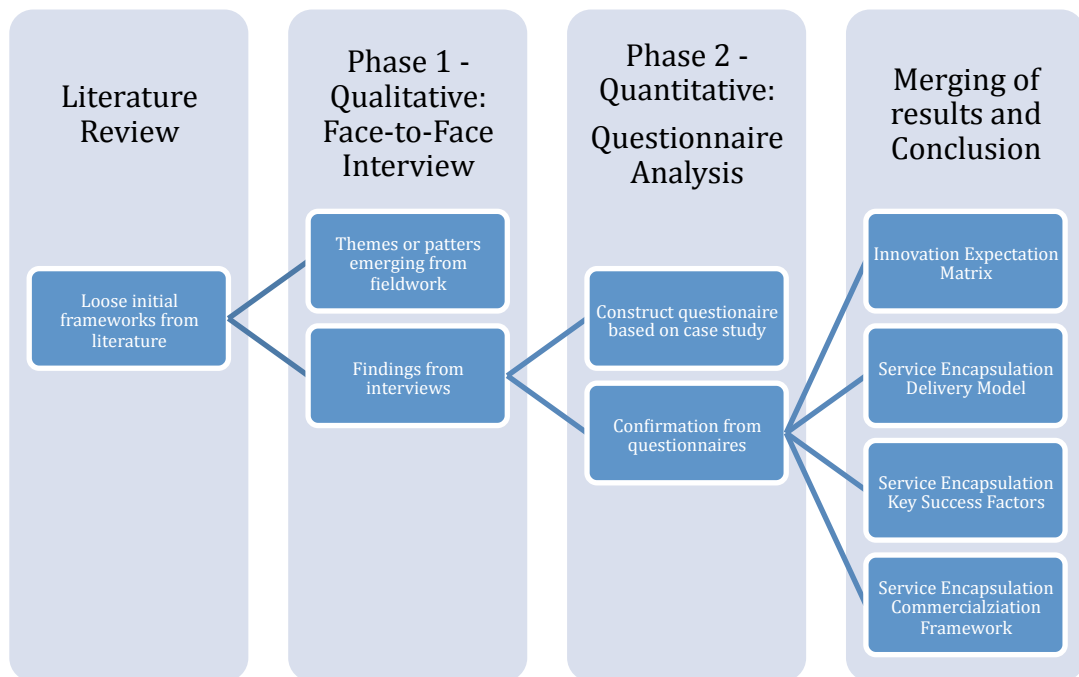 Literature
Review
Loose initial
frameworks from
literature
Phase 1 -
Qualitative:
Face-to-Face
Interview
Themes or patters
emerging from
fieldwork
Findings from
interviews
Phase 2 -
Quantitative:
Questionnaire
Analysis
Construct questionaire
based on case study
Confirmation from
questionnaires
Merging of
results and
Conclusion
Innovation Expectation
Matrix
Service Encapsulation
Delivery Model
Service Encapsulation
Key Success Factors
Service Encapsulation
Commercialziation
Framework